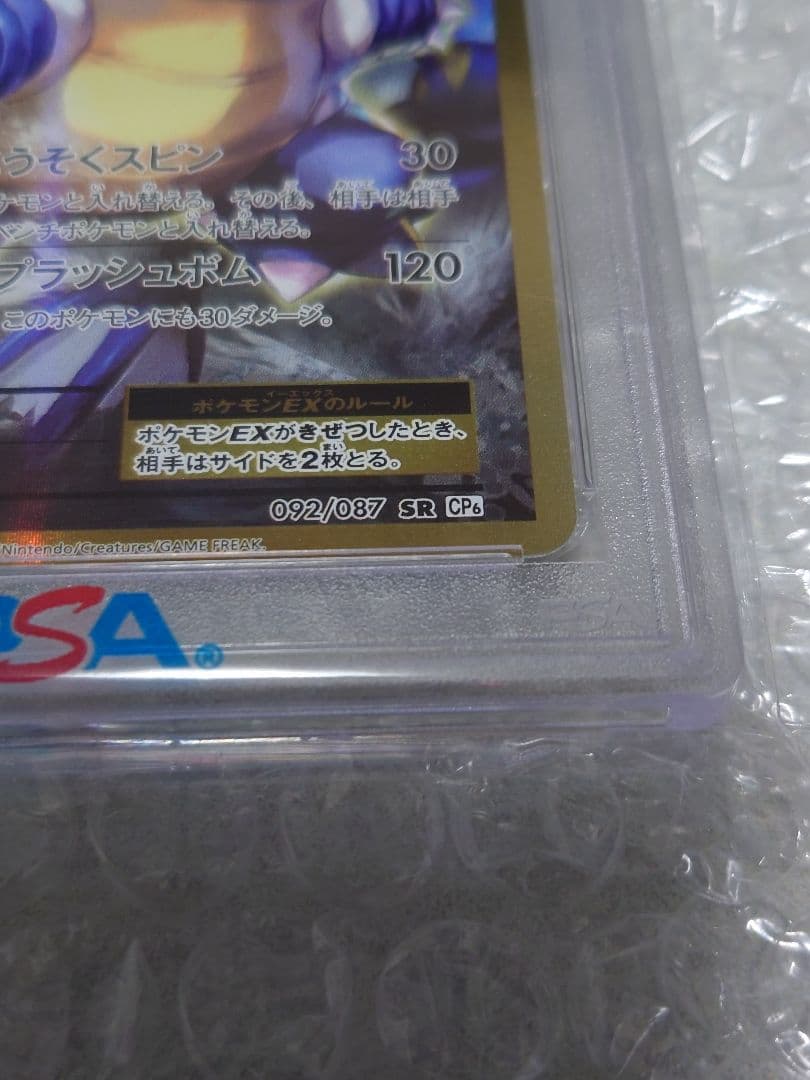 うそくスピン 30
ケモンと入れ替える。その後、相手は相手
ベンチポケモンと入れ替える。
プラッシュボム 120
このポケモンにも30ダメージ。
ポケモンEXのルール
ポケモンEXがきぜつしたとき、
相手はサイドを2枚とる。
092/087 SR CP6
Nintendo/Creatures/GAME FREAK.
PSA®
PSA